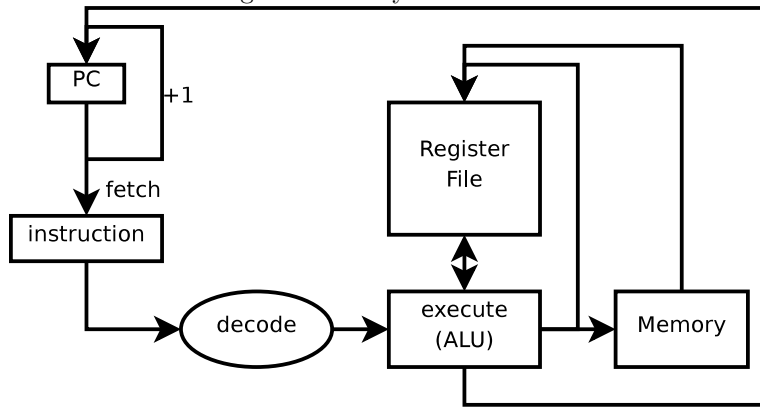 PC
+1
fetch
instruction
Register
File
decode
execute
(ALU)
Memory